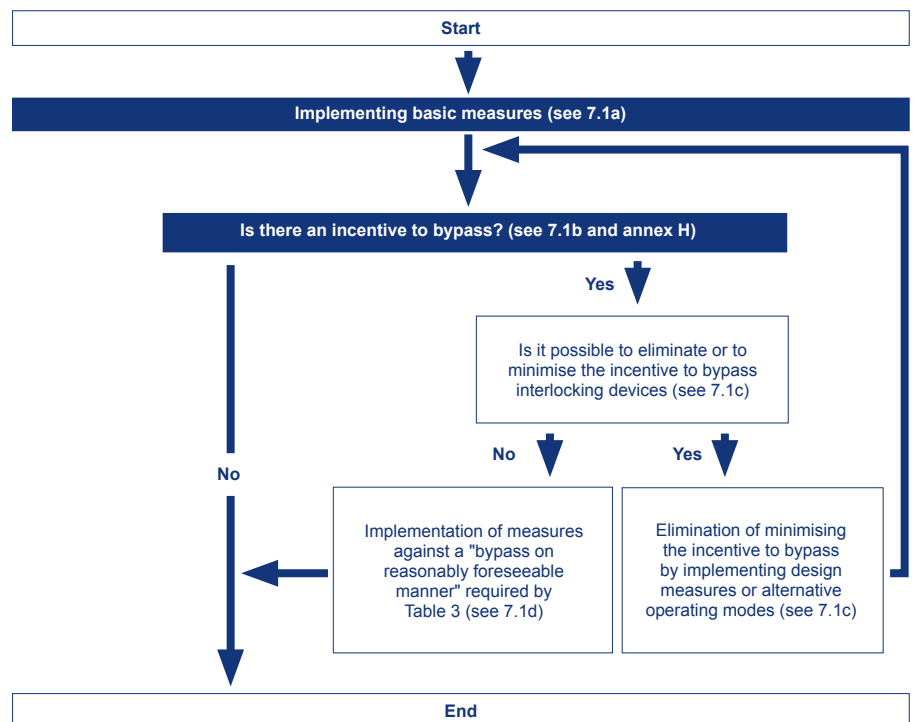 Start
Implementing basic measures (see 7.1a)
Is there an incentive to bypass? (see 7.1b and annex H)
Yes
Is it possible to eliminate or to
minimise the incentive to bypass
interlocking devices (see 7.1c)
No
Yes
No
Implementation of measures
against a "bypass on
reasonably foreseeable
manner" required by
Table 3 (see 7.1d)
Elimination of minimising
the incentive to bypass
by implementing design
measures or alternative
operating modes (see 7.1c)
End